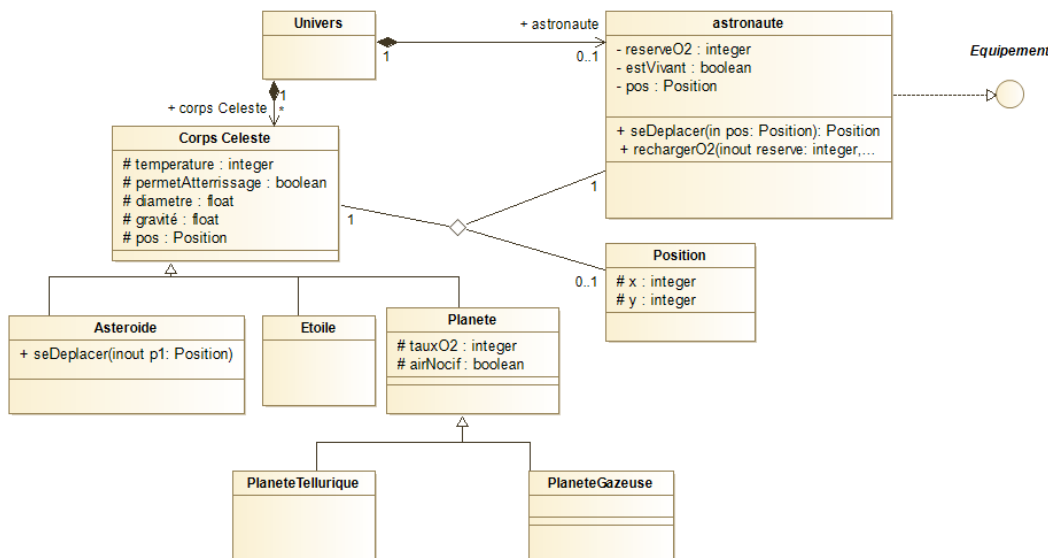 Univers
+ astronaute
1
0..1
astronaute
- reserveO2 : integer
- estVivant : boolean
- pos : Position
+ seDeplacer(in pos: Position): Position
+ rechargerO2(inout reserve: integer,...
Equipement
1
+ corps Celeste
*
Corps Celeste
# temperature : integer
# permetAtterrissage : boolean
# diametre : float
# gravité : float
# pos : Position
1
1
0..1
Position
# x : integer
# y : integer
Asteroide
+ seDeplacer(inout p1: Position)
Etoile
Planete
# tauxO2 : integer
# airNocif : boolean
PlaneteTellurique
PlaneteGazeuse